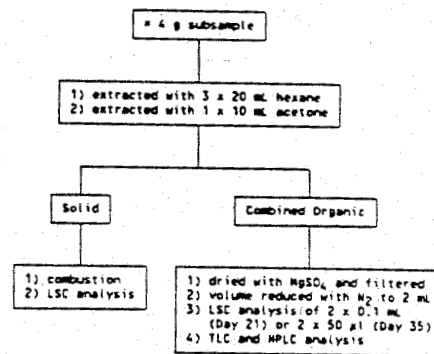 ≈ 4 g subsample
1) extracted with 3 x 20 mL hexane
2) extracted with 1 x 10 mL acetone
Solid
Combined Organic
1) combustion
2) LSC analysis
1) dried with MgSO₄ and filtered
2) volume reduced with N₂ to 2 mL
3) LSC analysis of 2 x 0.1 mL
(Day 21) or 2 x 50 µl (Day 35)
4) TLC and HPLC analysis